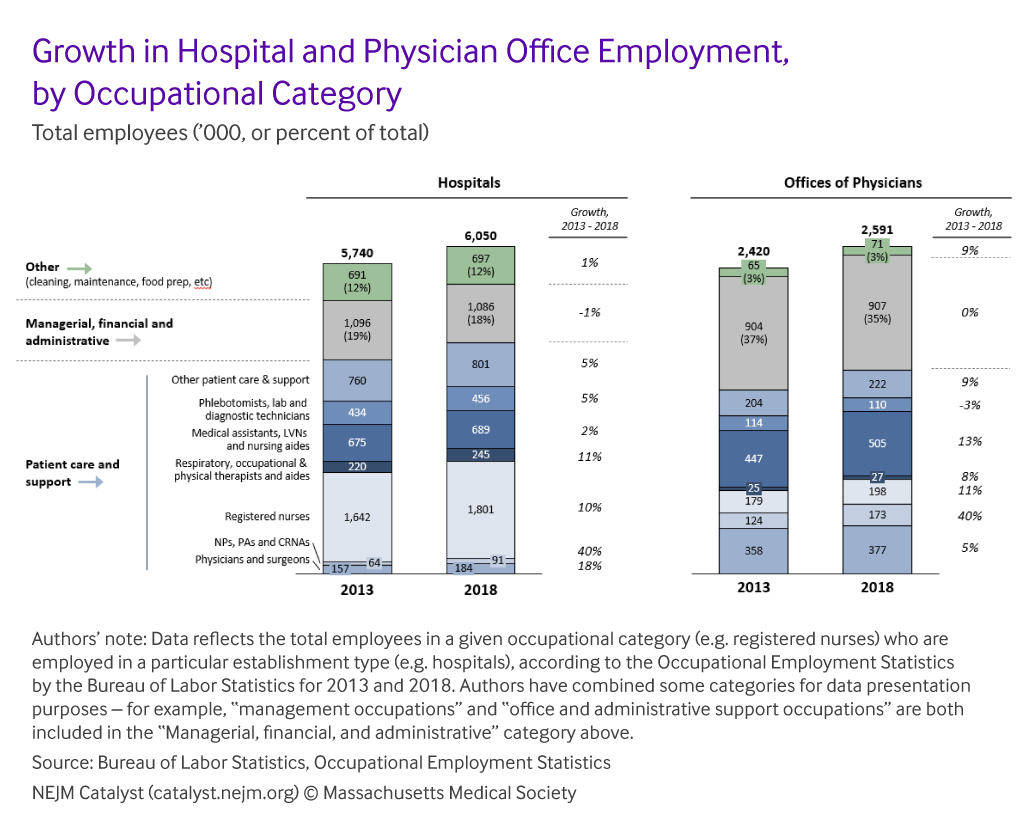 Growth in Hospital and Physician Office Employment,
by Occupational Category
Total employees (’000, or percent of total)
Hospitals
Growth,
2013 - 2018
Other
(cleaning, maintenance, food prep, etc)
Managerial, financial and
administrative
Patient care and
support
Other patient care & support
Phlebotomists, lab and
diagnostic technicians
Medical assistants, LVNs
and nursing aides
Respiratory, occupational &
physical therapists and aides
Registered nurses
NPs, PAs and CRNAs
Physicians and surgeons
5,740
691
(12%)
1,096
(19%)
760
434
675
220
1,642
64
157
2013
6,050
697
(12%)
1,086
(18%)
801
456
689
245
1,801
91
184
2018
1%
-1%
5%
5%
2%
11%
10%
40%
18%
Offices of Physicians
Growth,
2013 - 2018
2,420
65
(3%)
904
(37%)
204
114
447
25
179
124
358
2013
2,591
71
(3%)
907
(35%)
222
110
505
27
198
173
377
2018
9%
0%
9%
-3%
13%
8%
11%
40%
5%
Authors’ note: Data reflects the total employees in a given occupational category (e.g. registered nurses) who are
employed in a particular establishment type (e.g. hospitals), according to the Occupational Employment Statistics
by the Bureau of Labor Statistics for 2013 and 2018. Authors have combined some categories for data presentation
purposes – for example, “management occupations” and “office and administrative support occupations” are both
included in the “Managerial, financial, and administrative” category above.
Source: Bureau of Labor Statistics, Occupational Employment Statistics
NEJM Catalyst (catalyst.nejm.org) © Massachusetts Medical Society